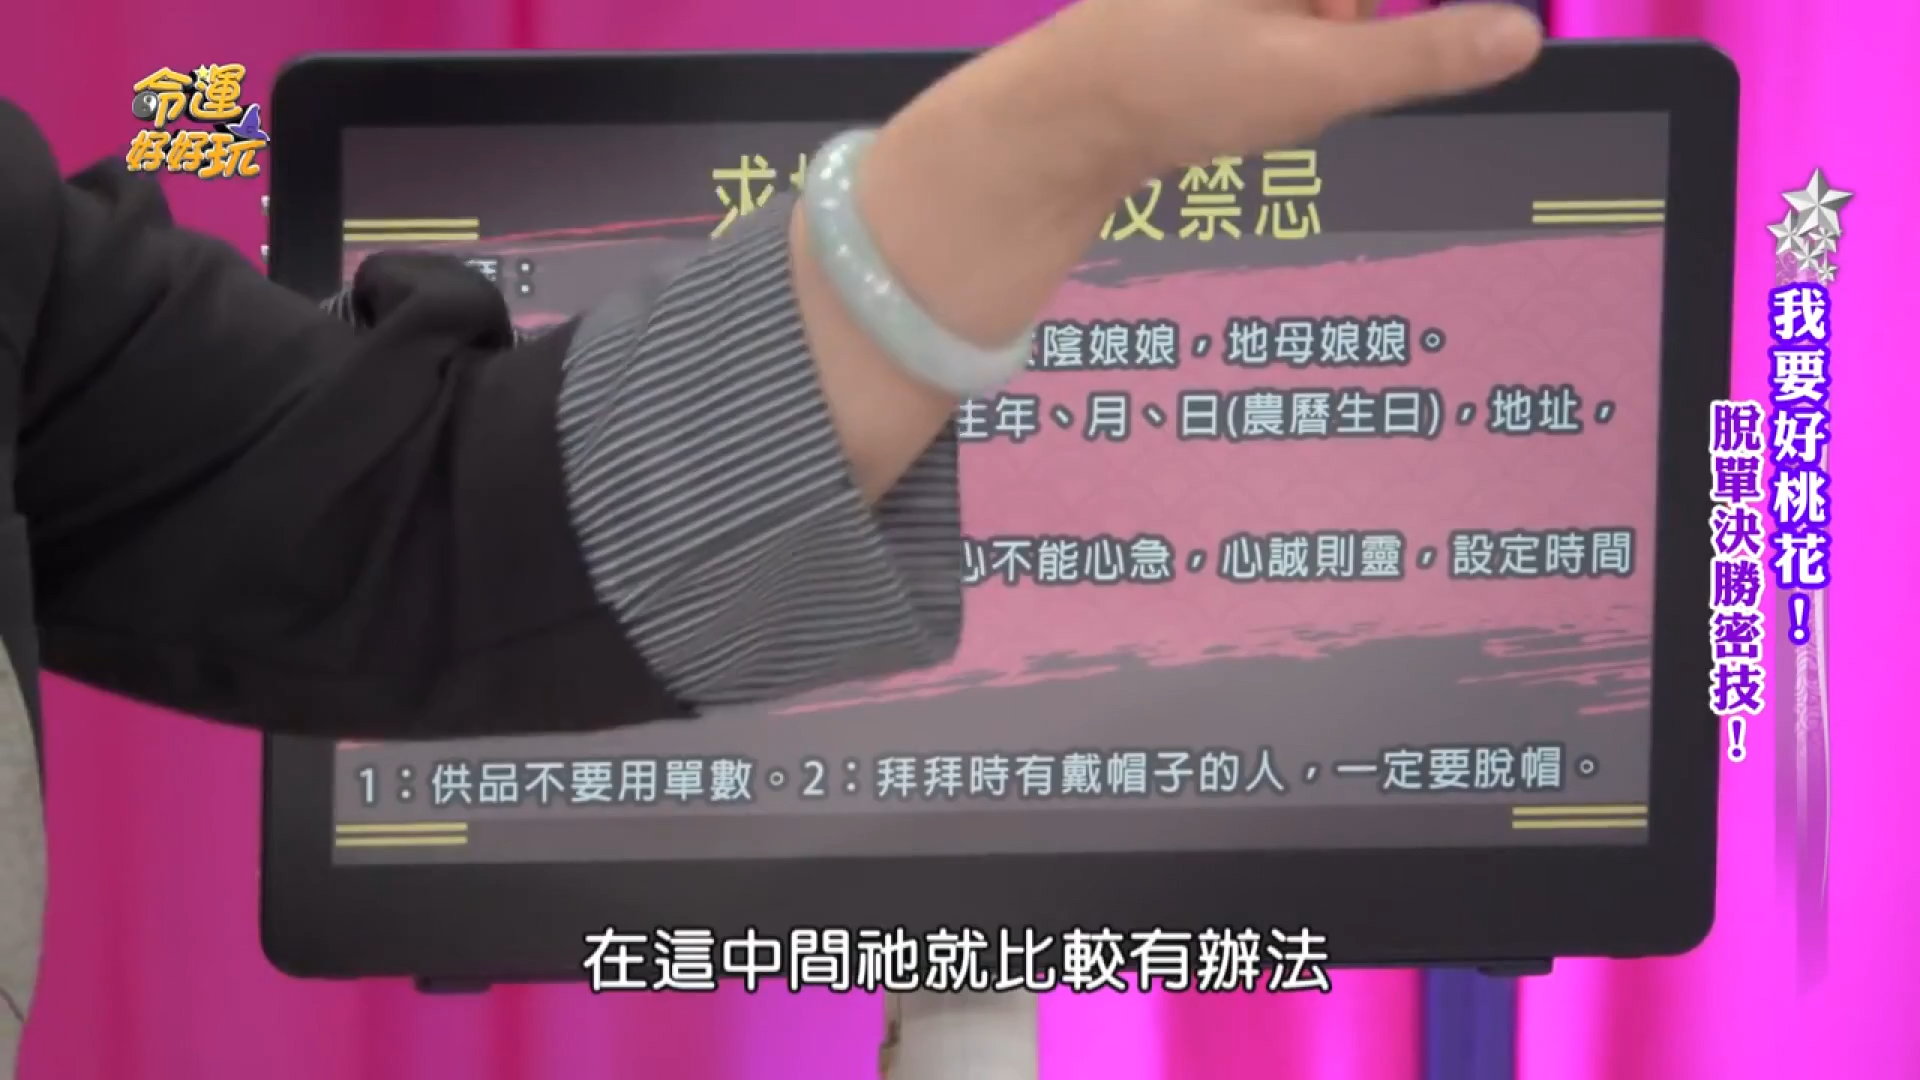 命運
好好玩
求 及禁忌
：
陰娘娘，地母娘娘。
生年、月、日(農曆生日)，地址，
心不能心急，心誠則靈，設定時間
1：供品不要用單數。2：拜拜時有戴帽子的人，一定要脫帽。
我要好桃花！
脫單決勝密技！
在這中間祂就比較有辦法